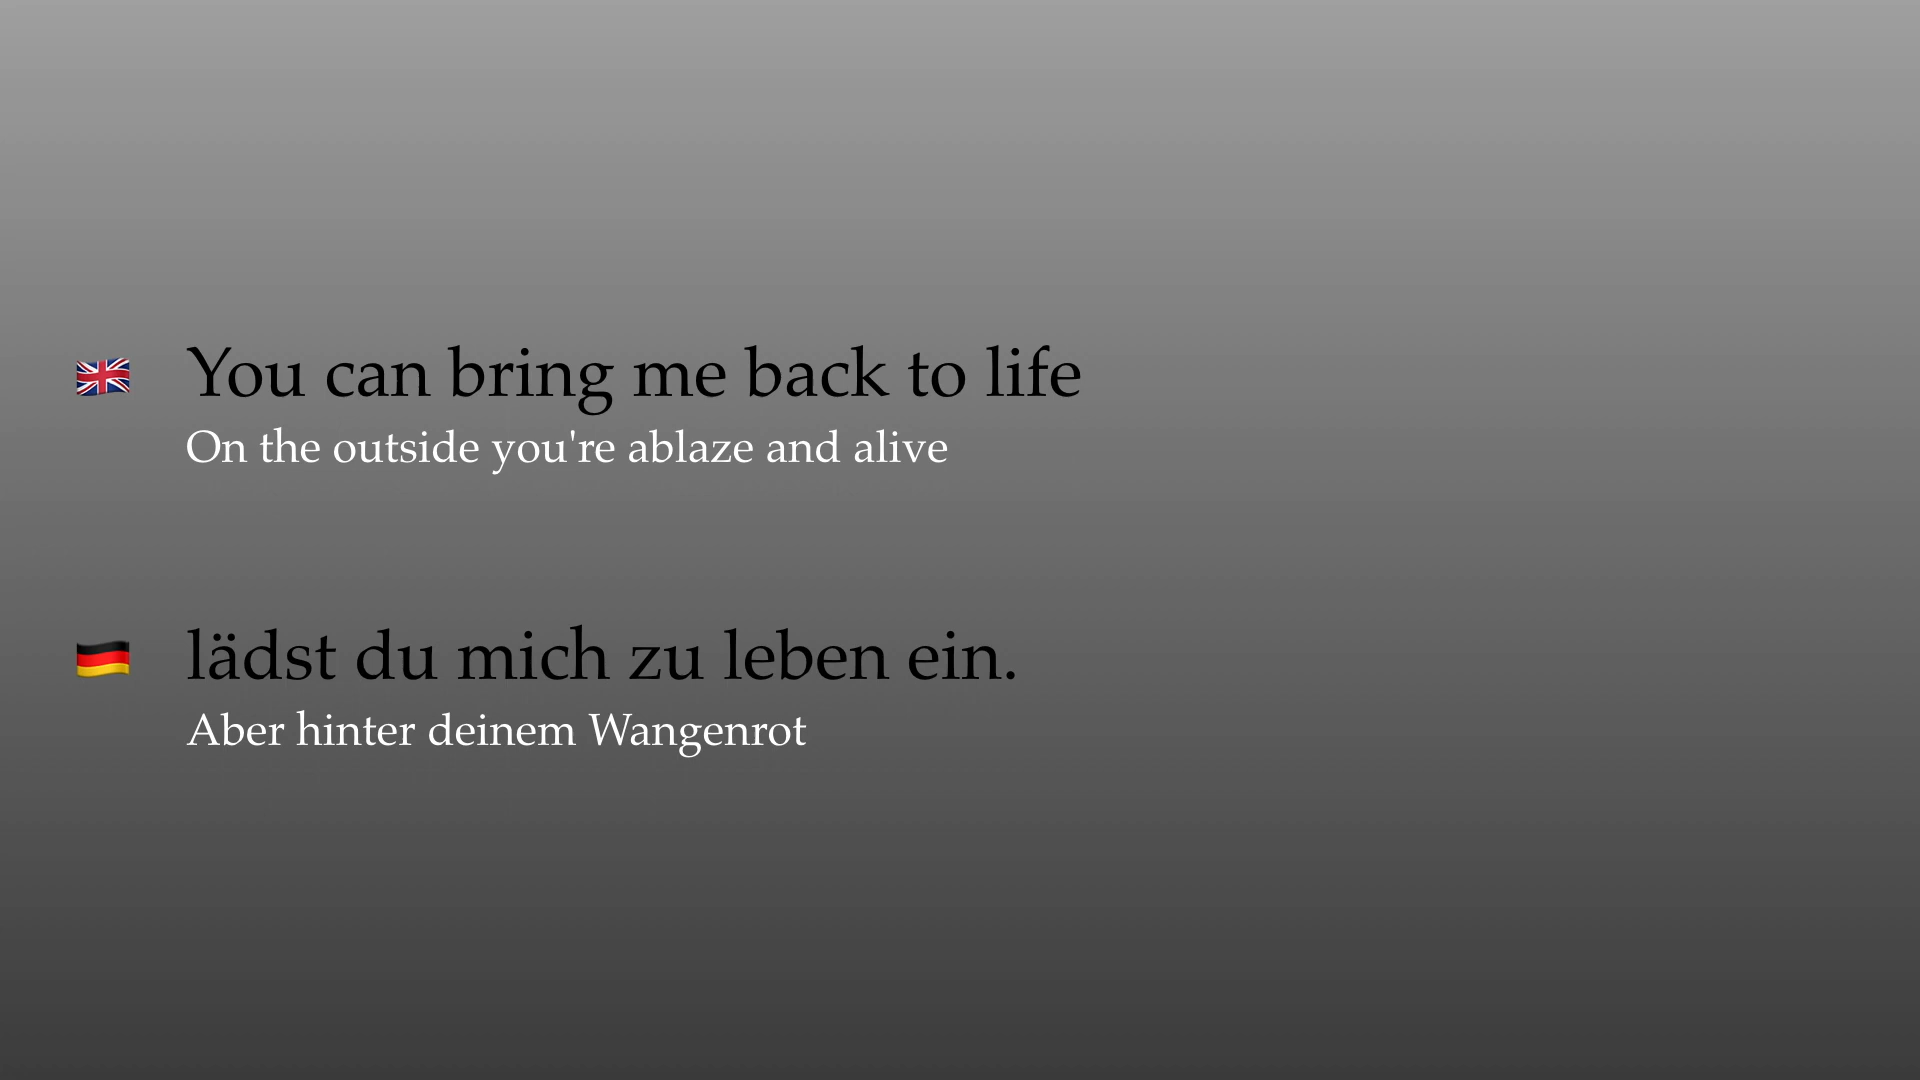 You can bring me back to life
On the outside you're ablaze and alive
lädst du mich zu leben ein.
Aber hinter deinem Wangenrot